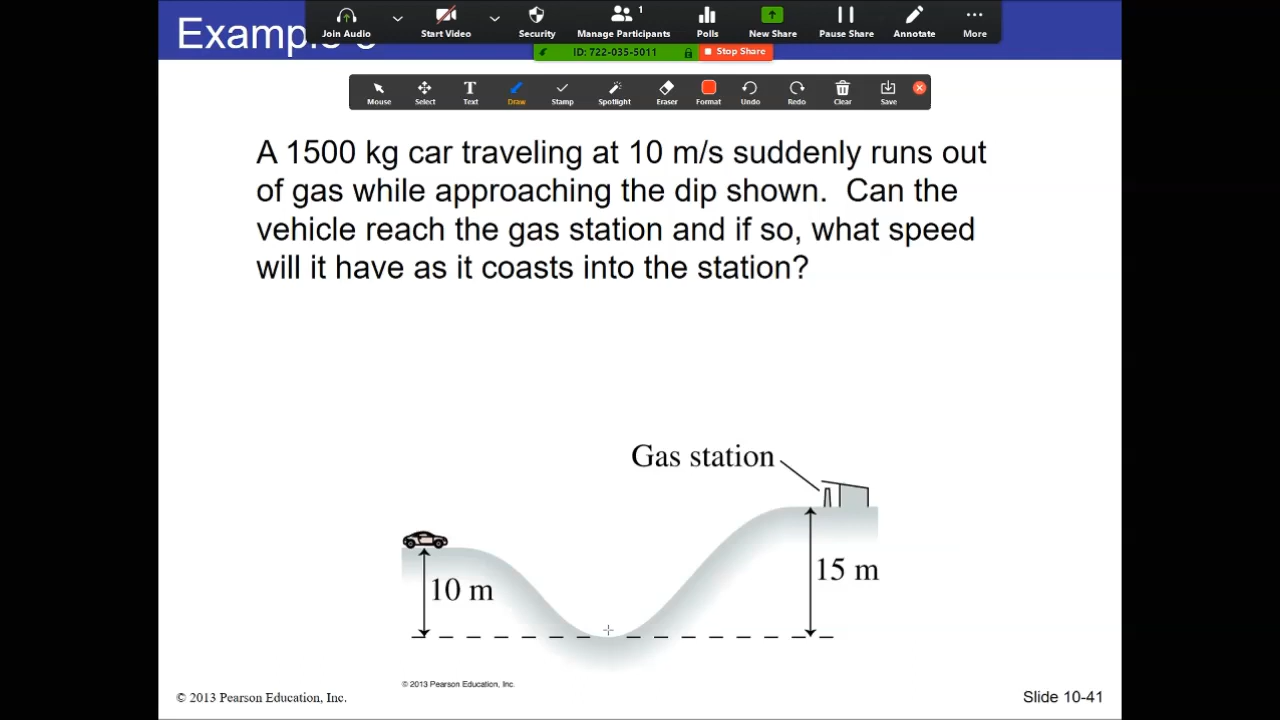 Join Audio
Start Video
Security
1
Manage Participants
Polls
New Share
Pause Share
Annotate
More
ID: 722-035-5011
Stop Share
Mouse
Select
Text
Draw
Stamp
Spotlight
Eraser
Format
Undo
Redo
Clear
Save
A 1500 kg car traveling at 10 m/s suddenly runs out
of gas while approaching the dip shown. Can the
vehicle reach the gas station and if so, what speed
will it have as it coasts into the station?
Gas station
10 m
15 m
© 2013 Pearson Education, Inc.
© 2013 Pearson Education, Inc.
Slide 10-41